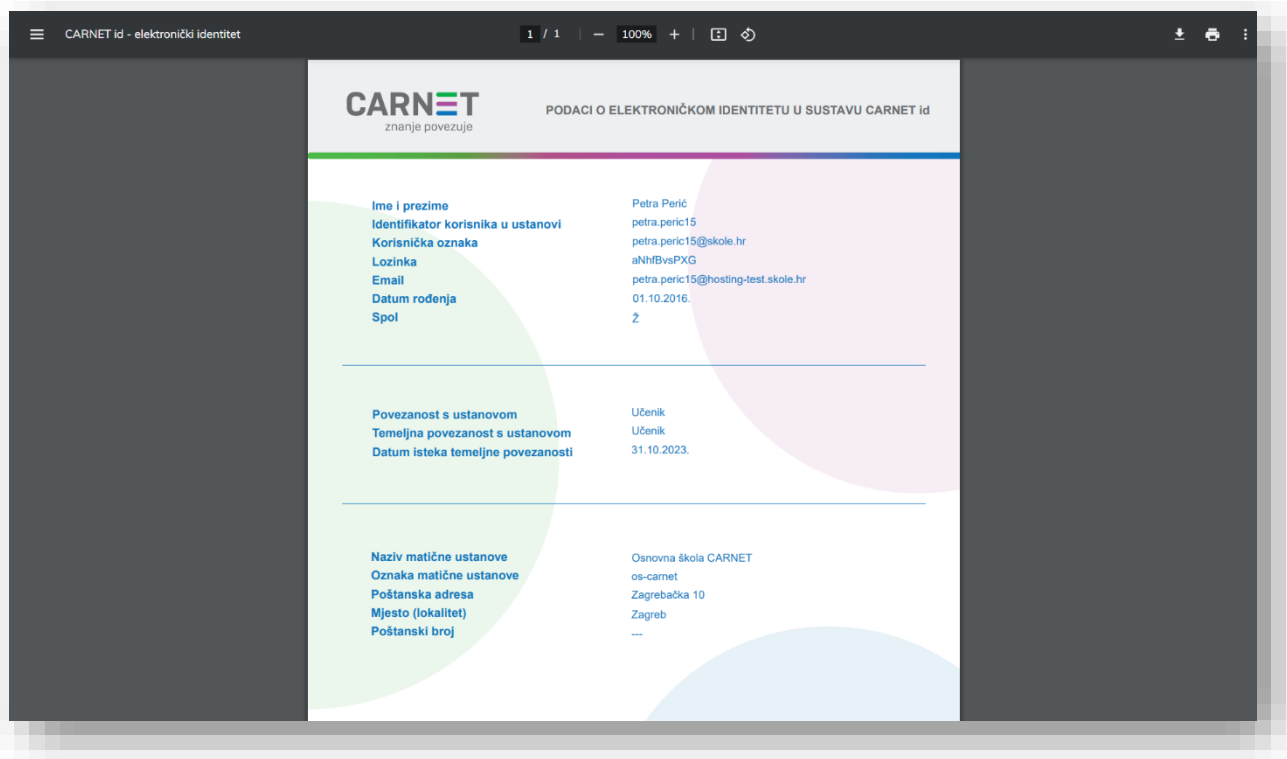 CARNET id - elektronički identitet
1 / 1
100%
CARNET
znanje povezuje
PODACI O ELEKTRONIČKOM IDENTITETU U SUSTAVU CARNET id
Ime i prezime Petra Perić
Identifikator korisnika u ustanovi petra.peric15
Korisnička oznaka petra.peric15@skole.hr
Lozinka aNhfBvsPXG
Email petra.peric15@hosting-test.skole.hr
Datum rođenja 01.10.2016.
Spol Ž
Povezanost s ustanovom Učenik
Temeljna povezanost s ustanovom Učenik
Datum isteka temeljne povezanosti 31.10.2023.
Naziv matične ustanove Osnovna škola CARNET
Oznaka matične ustanove os-carnet
Poštanska adresa Zagrebačka 10
Mjesto (lokalitet) Zagreb
Poštanski broj ---